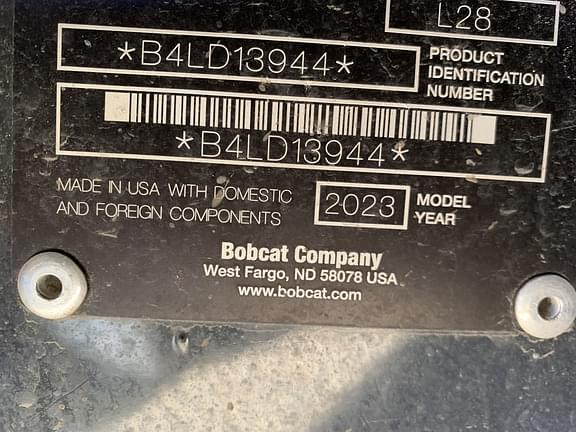 L28
*B4LD13944*
PRODUCT
IDENTIFICATION
NUMBER
*B4LD13944*
MADE IN USA WITH DOMESTIC
AND FOREIGN COMPONENTS
2023
MODEL
YEAR
Bobcat Company
West Fargo, ND 58078 USA
www.bobcat.com